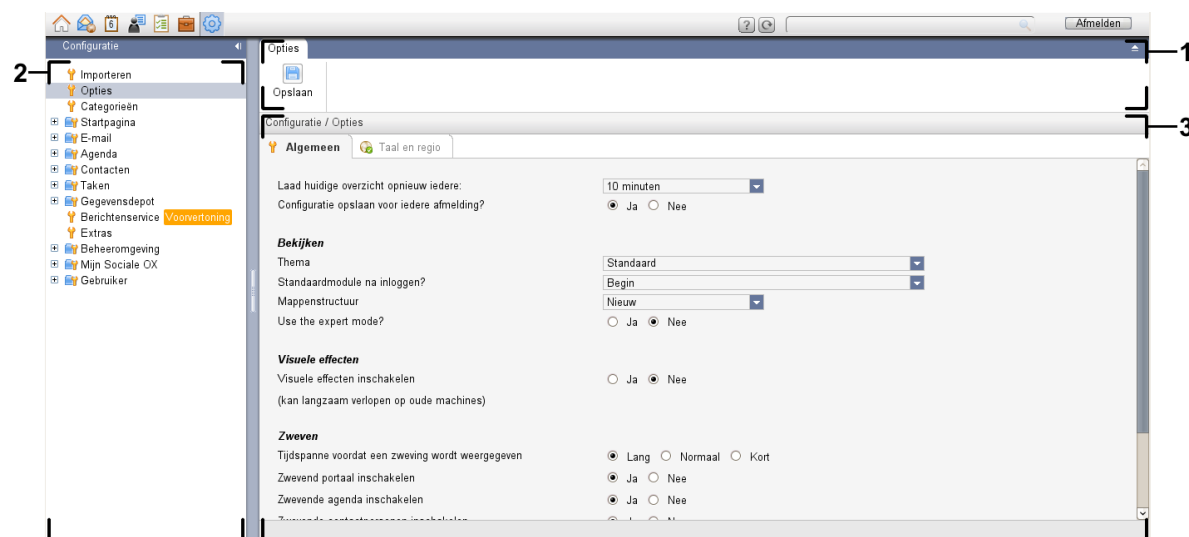 6
?
Afmelden
Configuratie
Opties
1
2
Importeren
Opties
Categorieën
Startpagina
E-mail
Agenda
Contacten
Taken
Gegevensdepot
Berichtenservice Voorvertoning
Extras
Beheeromgeving
Mijn Sociale OX
Gebruiker
Opslaan
Configuratie / Opties
3
Algemeen
Taal en regio
Laad huidige overzicht opnieuw iedere: 10 minuten
Configuratie opslaan voor iedere afmelding? Ja Nee
Bekijken
Thema Standaard
Standaardmodule na inloggen? Begin
Mappenstructuur Nieuw
Use the expert mode? Ja Nee
Visuele effecten
Visuele effecten inschakelen Ja Nee
(kan langzaam verlopen op oude machines)
Zweven
Tijdspanne voordat een zweving wordt weergegeven Lang Normaal Kort
Zwevend portaal inschakelen Ja Nee
Zwevende agenda inschakelen Ja Nee